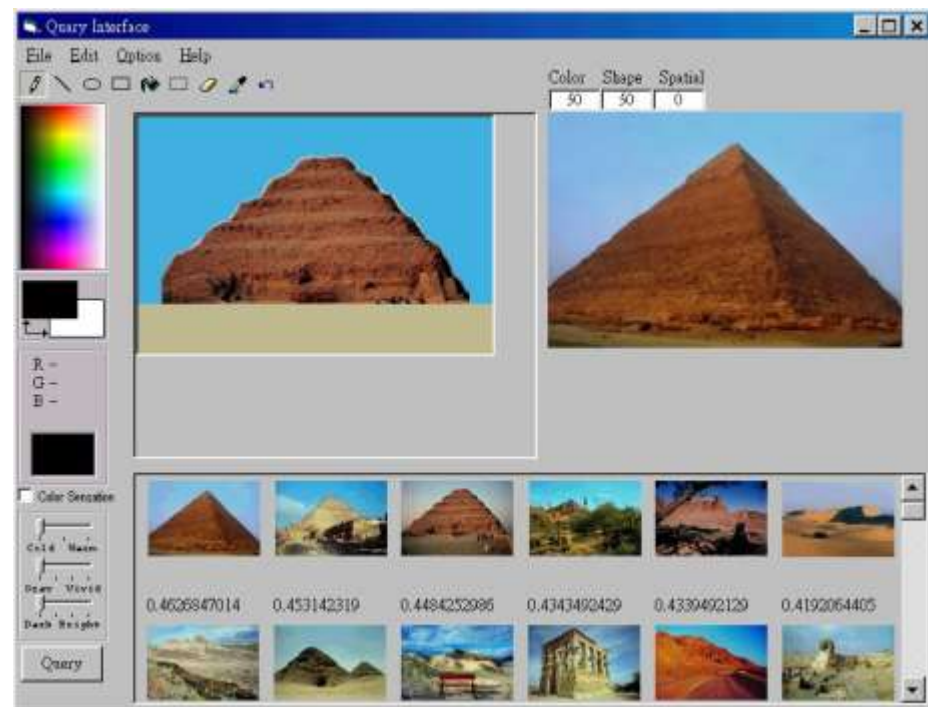 Query Interface
File Edit Option Help
Color Shape Spatial
50 50 0
R -
G -
B -
Color Sensation
Cold Warm
Gray Vivid
Dark Bright
Query
0.4626847014 0.453142319 0.4484252986 0.4343492429 0.4339492129 0.4192064405